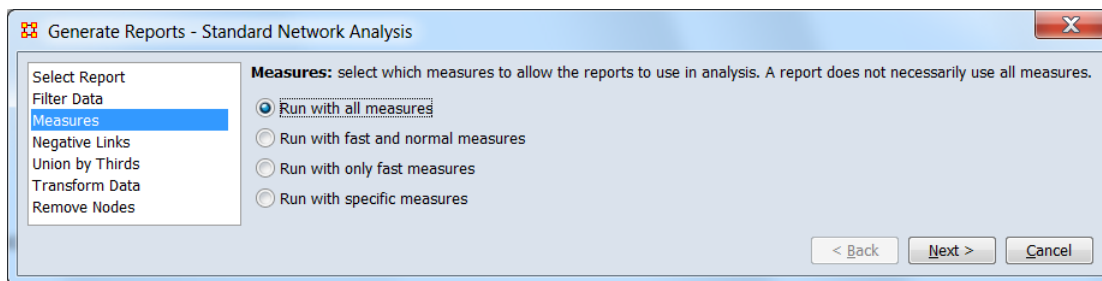 Generate Reports - Standard Network Analysis
X
Select Report
Filter Data
Measures
Negative Links
Union by Thirds
Transform Data
Remove Nodes
Measures: select which measures to allow the reports to use in analysis. A report does not necessarily use all measures.
Run with all measures
Run with fast and normal measures
Run with only fast measures
Run with specific measures
< Back
Next >
Cancel